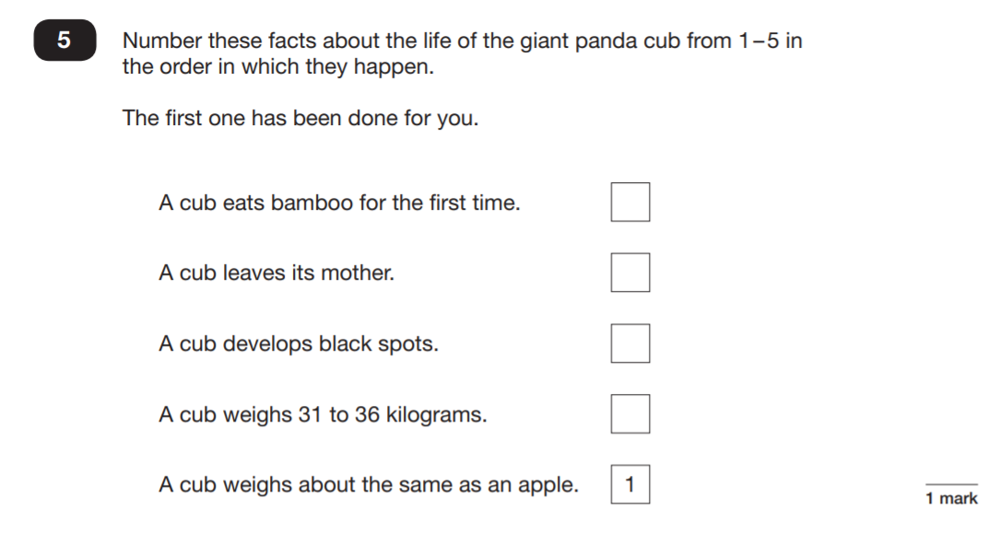 5
Number these facts about the life of the giant panda cub from 1–5 in
the order in which they happen.
The first one has been done for you.
A cub eats bamboo for the first time.
A cub leaves its mother.
A cub develops black spots.
A cub weighs 31 to 36 kilograms.
A cub weighs about the same as an apple. 1
1 mark